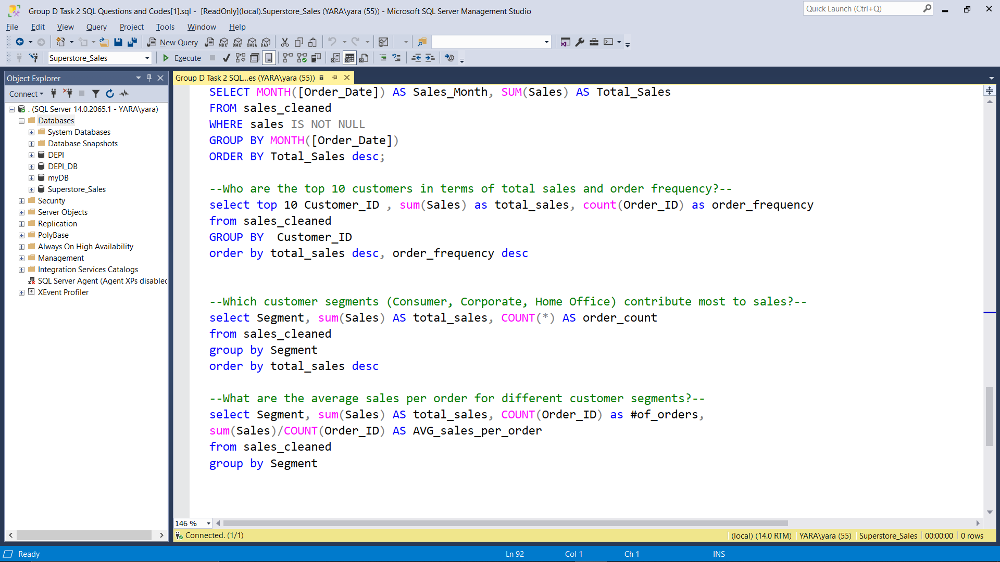 Group D Task 2 SQL Questions and Codes[1].sql - [ReadOnly](local).Superstore_Sales (YARA\yara (55)) - Microsoft SQL Server Management Studio
Quick Launch (Ctrl+Q)
File Edit View Query Project Tools Window Help
New Query MDX DMX XMLA DAX
Superstore_Sales Execute
Object Explorer
Connect
. (SQL Server 14.0.2065.1 - YARA\yara)
Databases
System Databases
Database Snapshots
DEPI
DEPI_DB
myDB
Superstore_Sales
Security
Server Objects
Replication
PolyBase
Always On High Availability
Management
Integration Services Catalogs
SQL Server Agent (Agent XPs disabled
XEvent Profiler
Group D Task 2 SQL...es (YARA\yara (55))
SELECT MONTH([Order_Date]) AS Sales_Month, SUM(Sales) AS Total_Sales
FROM sales_cleaned
WHERE sales IS NOT NULL
GROUP BY MONTH([Order_Date])
ORDER BY Total_Sales desc;
--Who are the top 10 customers in terms of total sales and order frequency?--
select top 10 Customer_ID , sum(Sales) as total_sales, count(Order_ID) as order_frequency
from sales_cleaned
GROUP BY  Customer_ID
order by total_sales desc, order_frequency desc
--Which customer segments (Consumer, Corporate, Home Office) contribute most to sales?--
select Segment, sum(Sales) AS total_sales, COUNT(*) AS order_count
from sales_cleaned
group by Segment
order by total_sales desc
--What are the average sales per order for different customer segments?--
select Segment, sum(Sales) AS total_sales, COUNT(Order_ID) as #of_orders,
sum(Sales)/COUNT(Order_ID) AS AVG_sales_per_order
from sales_cleaned
group by Segment
146 %
Connected. (1/1)
(local) (14.0 RTM) YARA\yara (55) Superstore_Sales 00:00:00 0 rows
Ready Ln 92 Col 1 Ch 1 INS